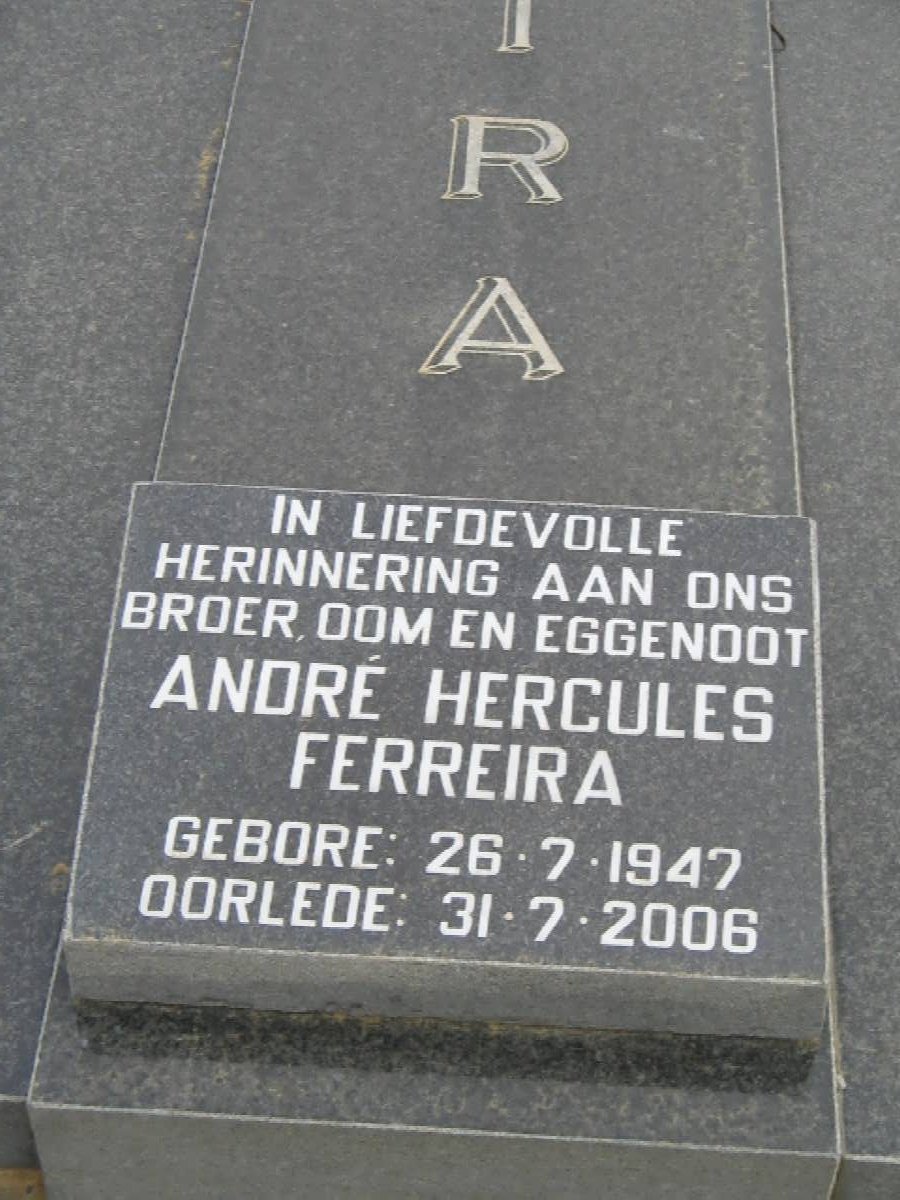 I
R
A
IN LIEFDEVOLLE
HERINNERING AAN ONS
BROER, OOM EN EGGENOOT
ANDRÉ HERCULES
FERREIRA
GEBORE: 26·7·1947
OORLEDE: 31·7·2006